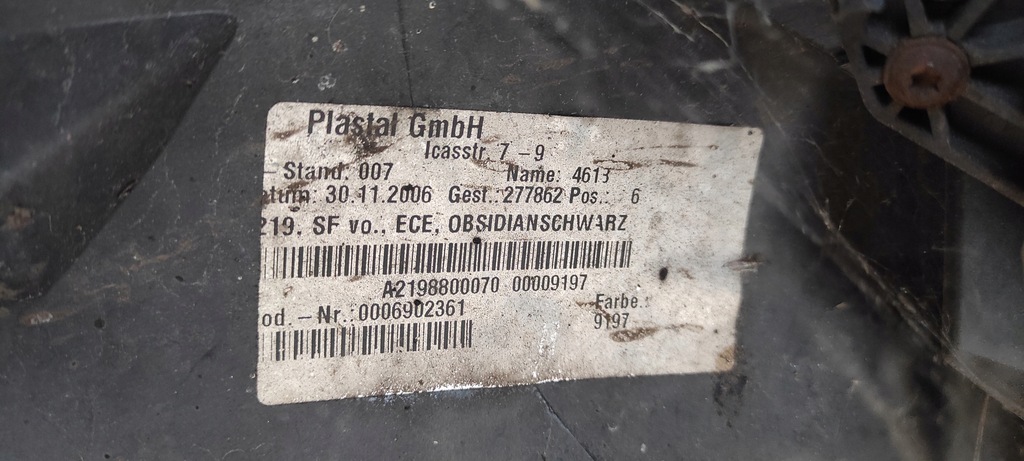 Plastal GmbH
Icasstr. 7-9
Stand: 007 Name: 4613
tum: 30.11.2006 Gest.:277862 Pos.: 6
219. SF vo., ECE, OBSIDIANSCHWARZ
A2198800070 00009197
od.-Nr.:0006902361
Farbe:
9197